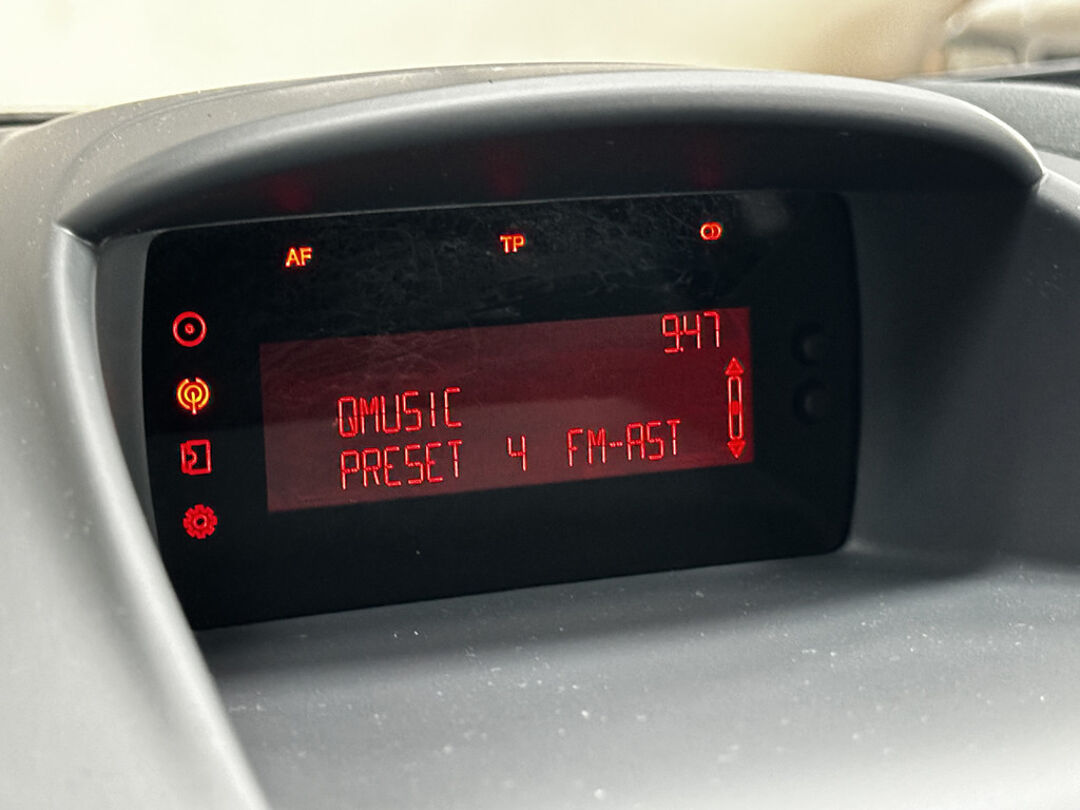 AF TP
9:47
QMUSIC
PRESET 4 FM-AST